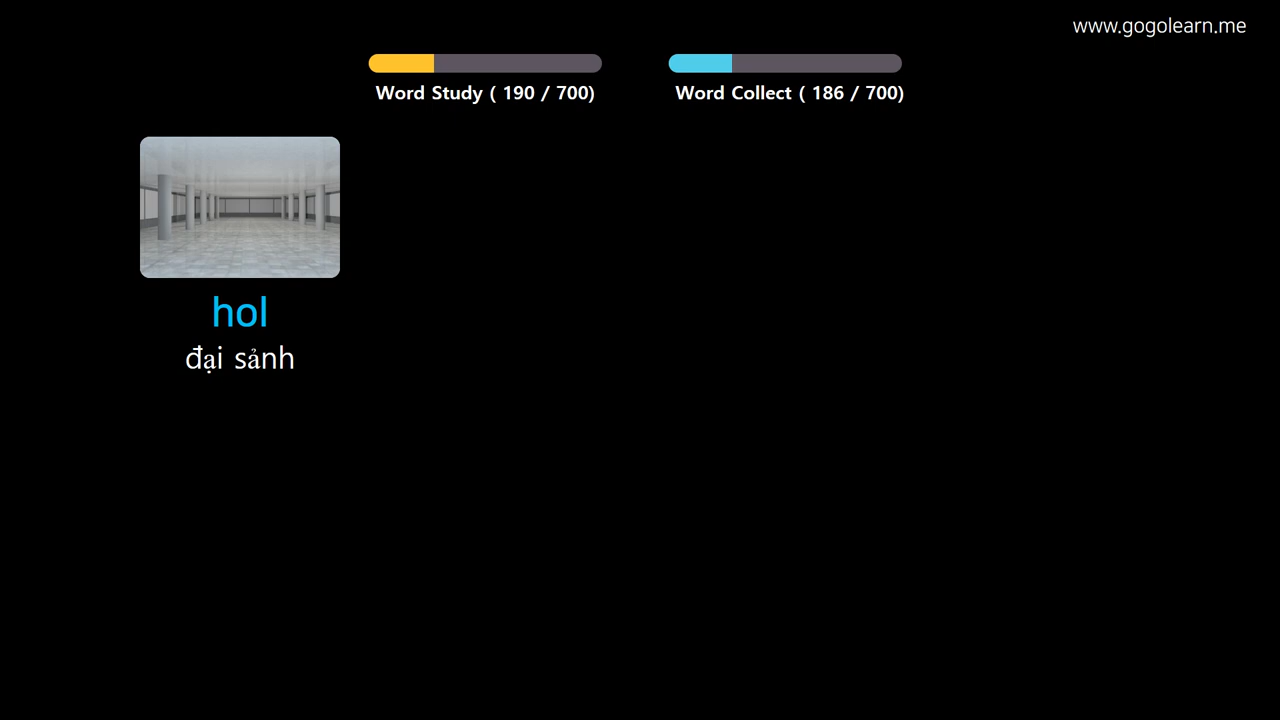 www.gogolearn.me
Word Study ( 190 / 700)
Word Collect ( 186 / 700)
hol
đại sảnh